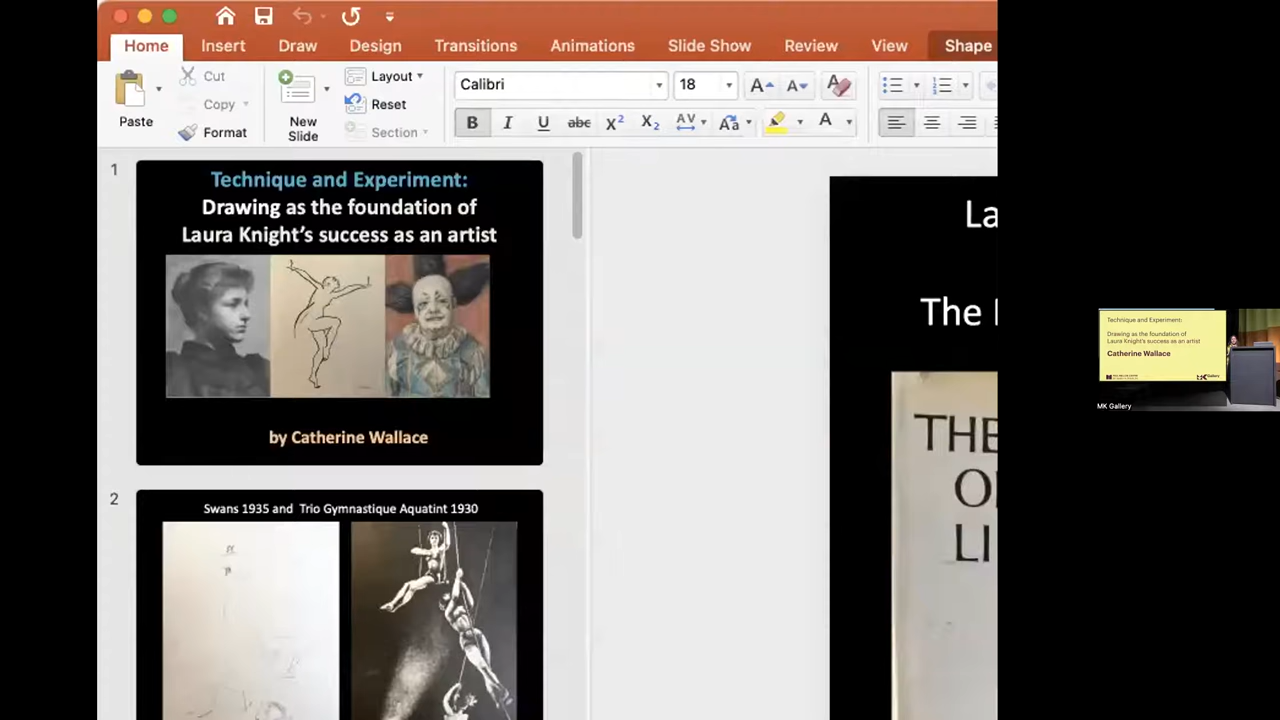 Home Insert Draw Design Transitions Animations Slide Show Review View Shape
Paste
Cut
Copy
Format
New
Slide
Layout
Reset
Section
Calibri
18
1
Technique and Experiment:
Drawing as the foundation of
Laura Knight's success as an artist
by Catherine Wallace
2
Swans 1935 and Trio Gymnastique Aquatint 1930
La
The
THE
O
LI
Technique and Experiment:
Drawing as the foundation of
Laura Knight's success as an artist
Catherine Wallace
MK Gallery